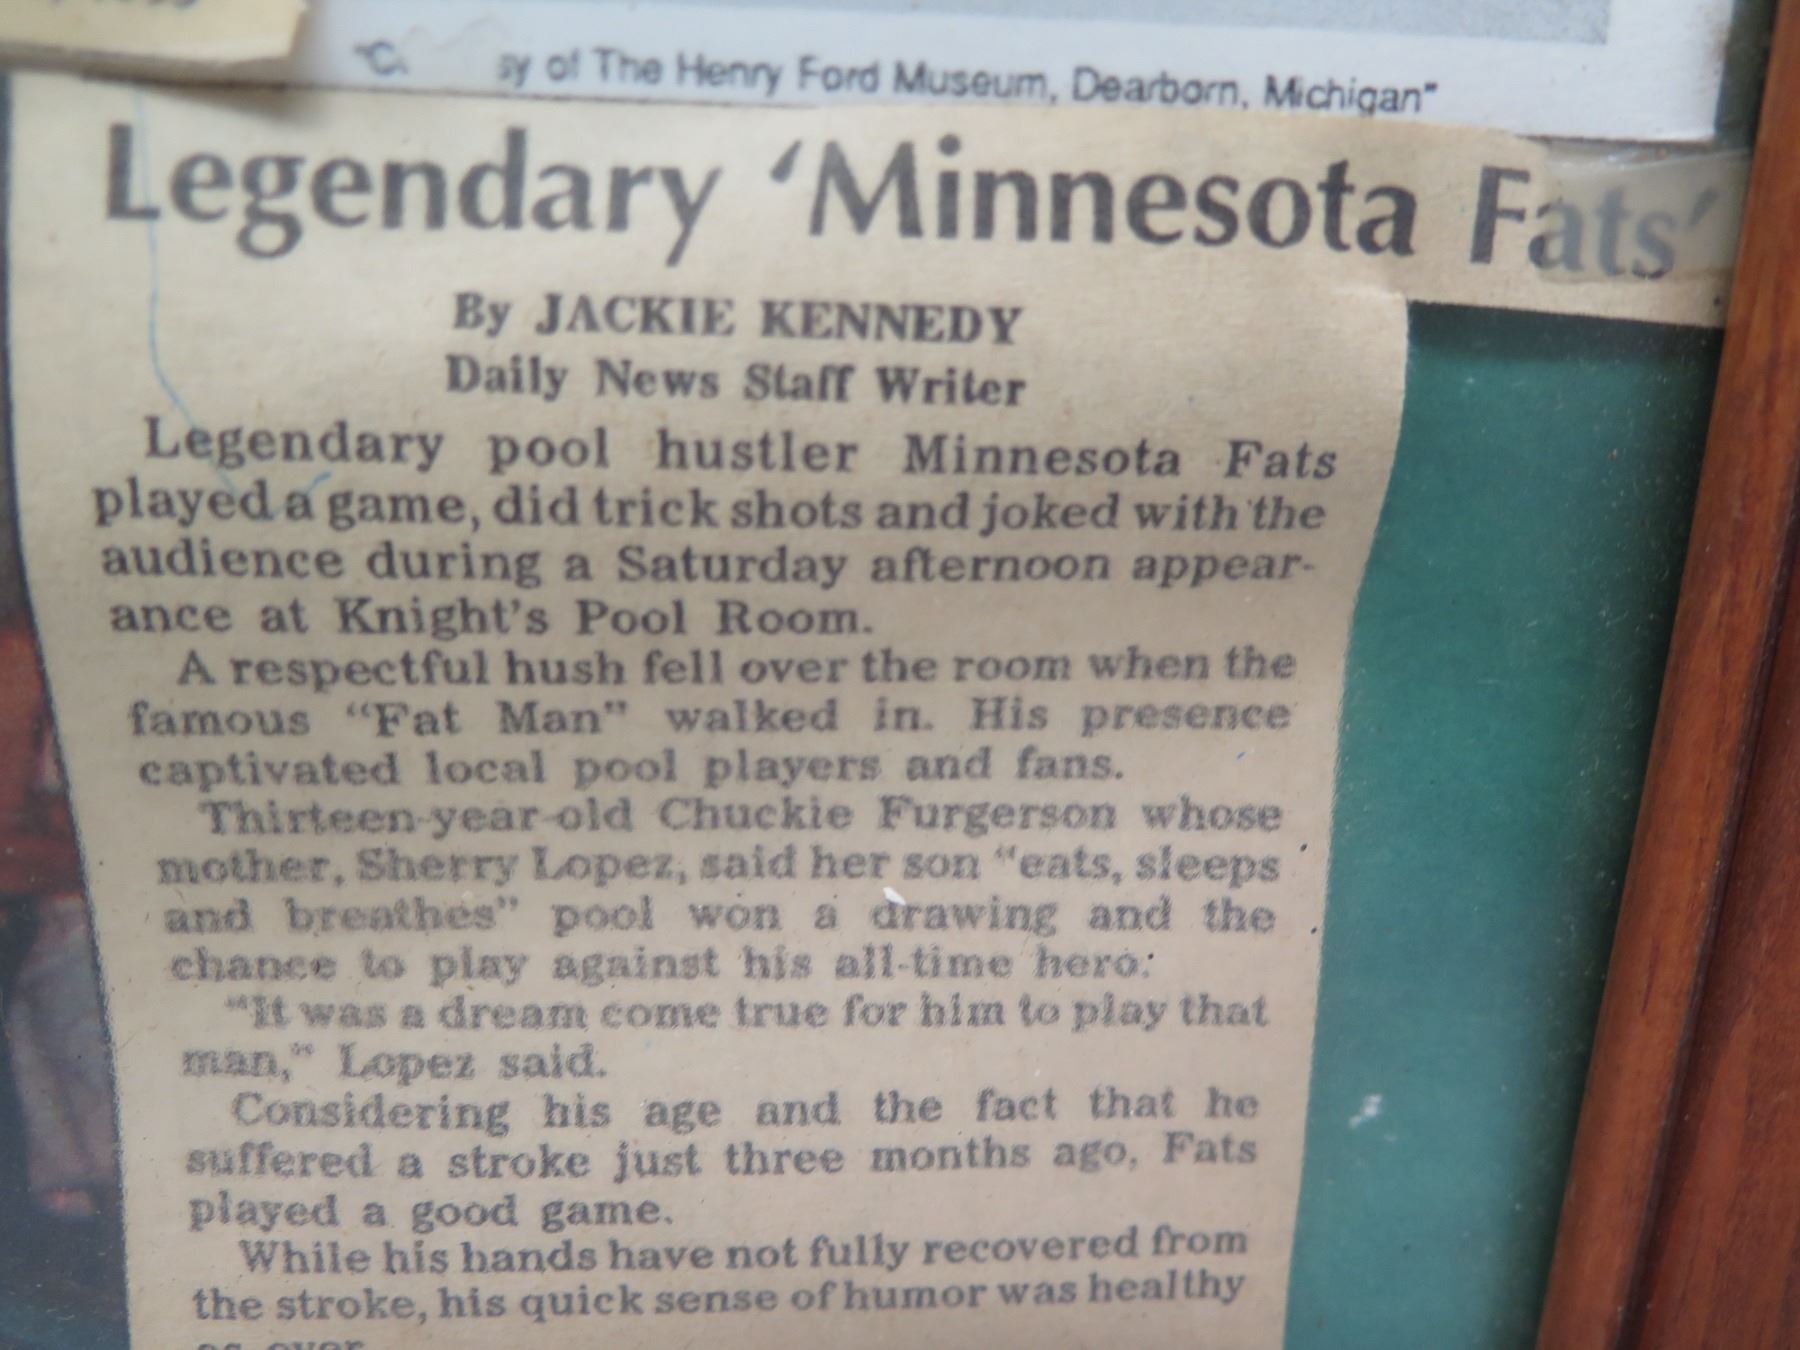 sy of The Henry Ford Museum, Dearborn, Michigan"
Legendary 'Minnesota Fats'
By JACKIE KENNEDY
Daily News Staff Writer
Legendary pool hustler Minnesota Fats
played a game, did trick shots and joked with the
audience during a Saturday afternoon appear-
ance at Knight's Pool Room.
A respectful hush fell over the room when the
famous "Fat Man" walked in. His presence
captivated local pool players and fans.
Thirteen-year-old Chuckie Furgerson whose
mother, Sherry Lopez, said her son "eats, sleeps
and breathes" pool won a drawing and the
chance to play against his all-time hero:
"It was a dream come true for him to play that
man," Lopez said.
Considering his age and the fact that he
suffered a stroke just three months ago, Fats
played a good game.
While his hands have not fully recovered from
the stroke, his quick sense of humor was healthy
as ever